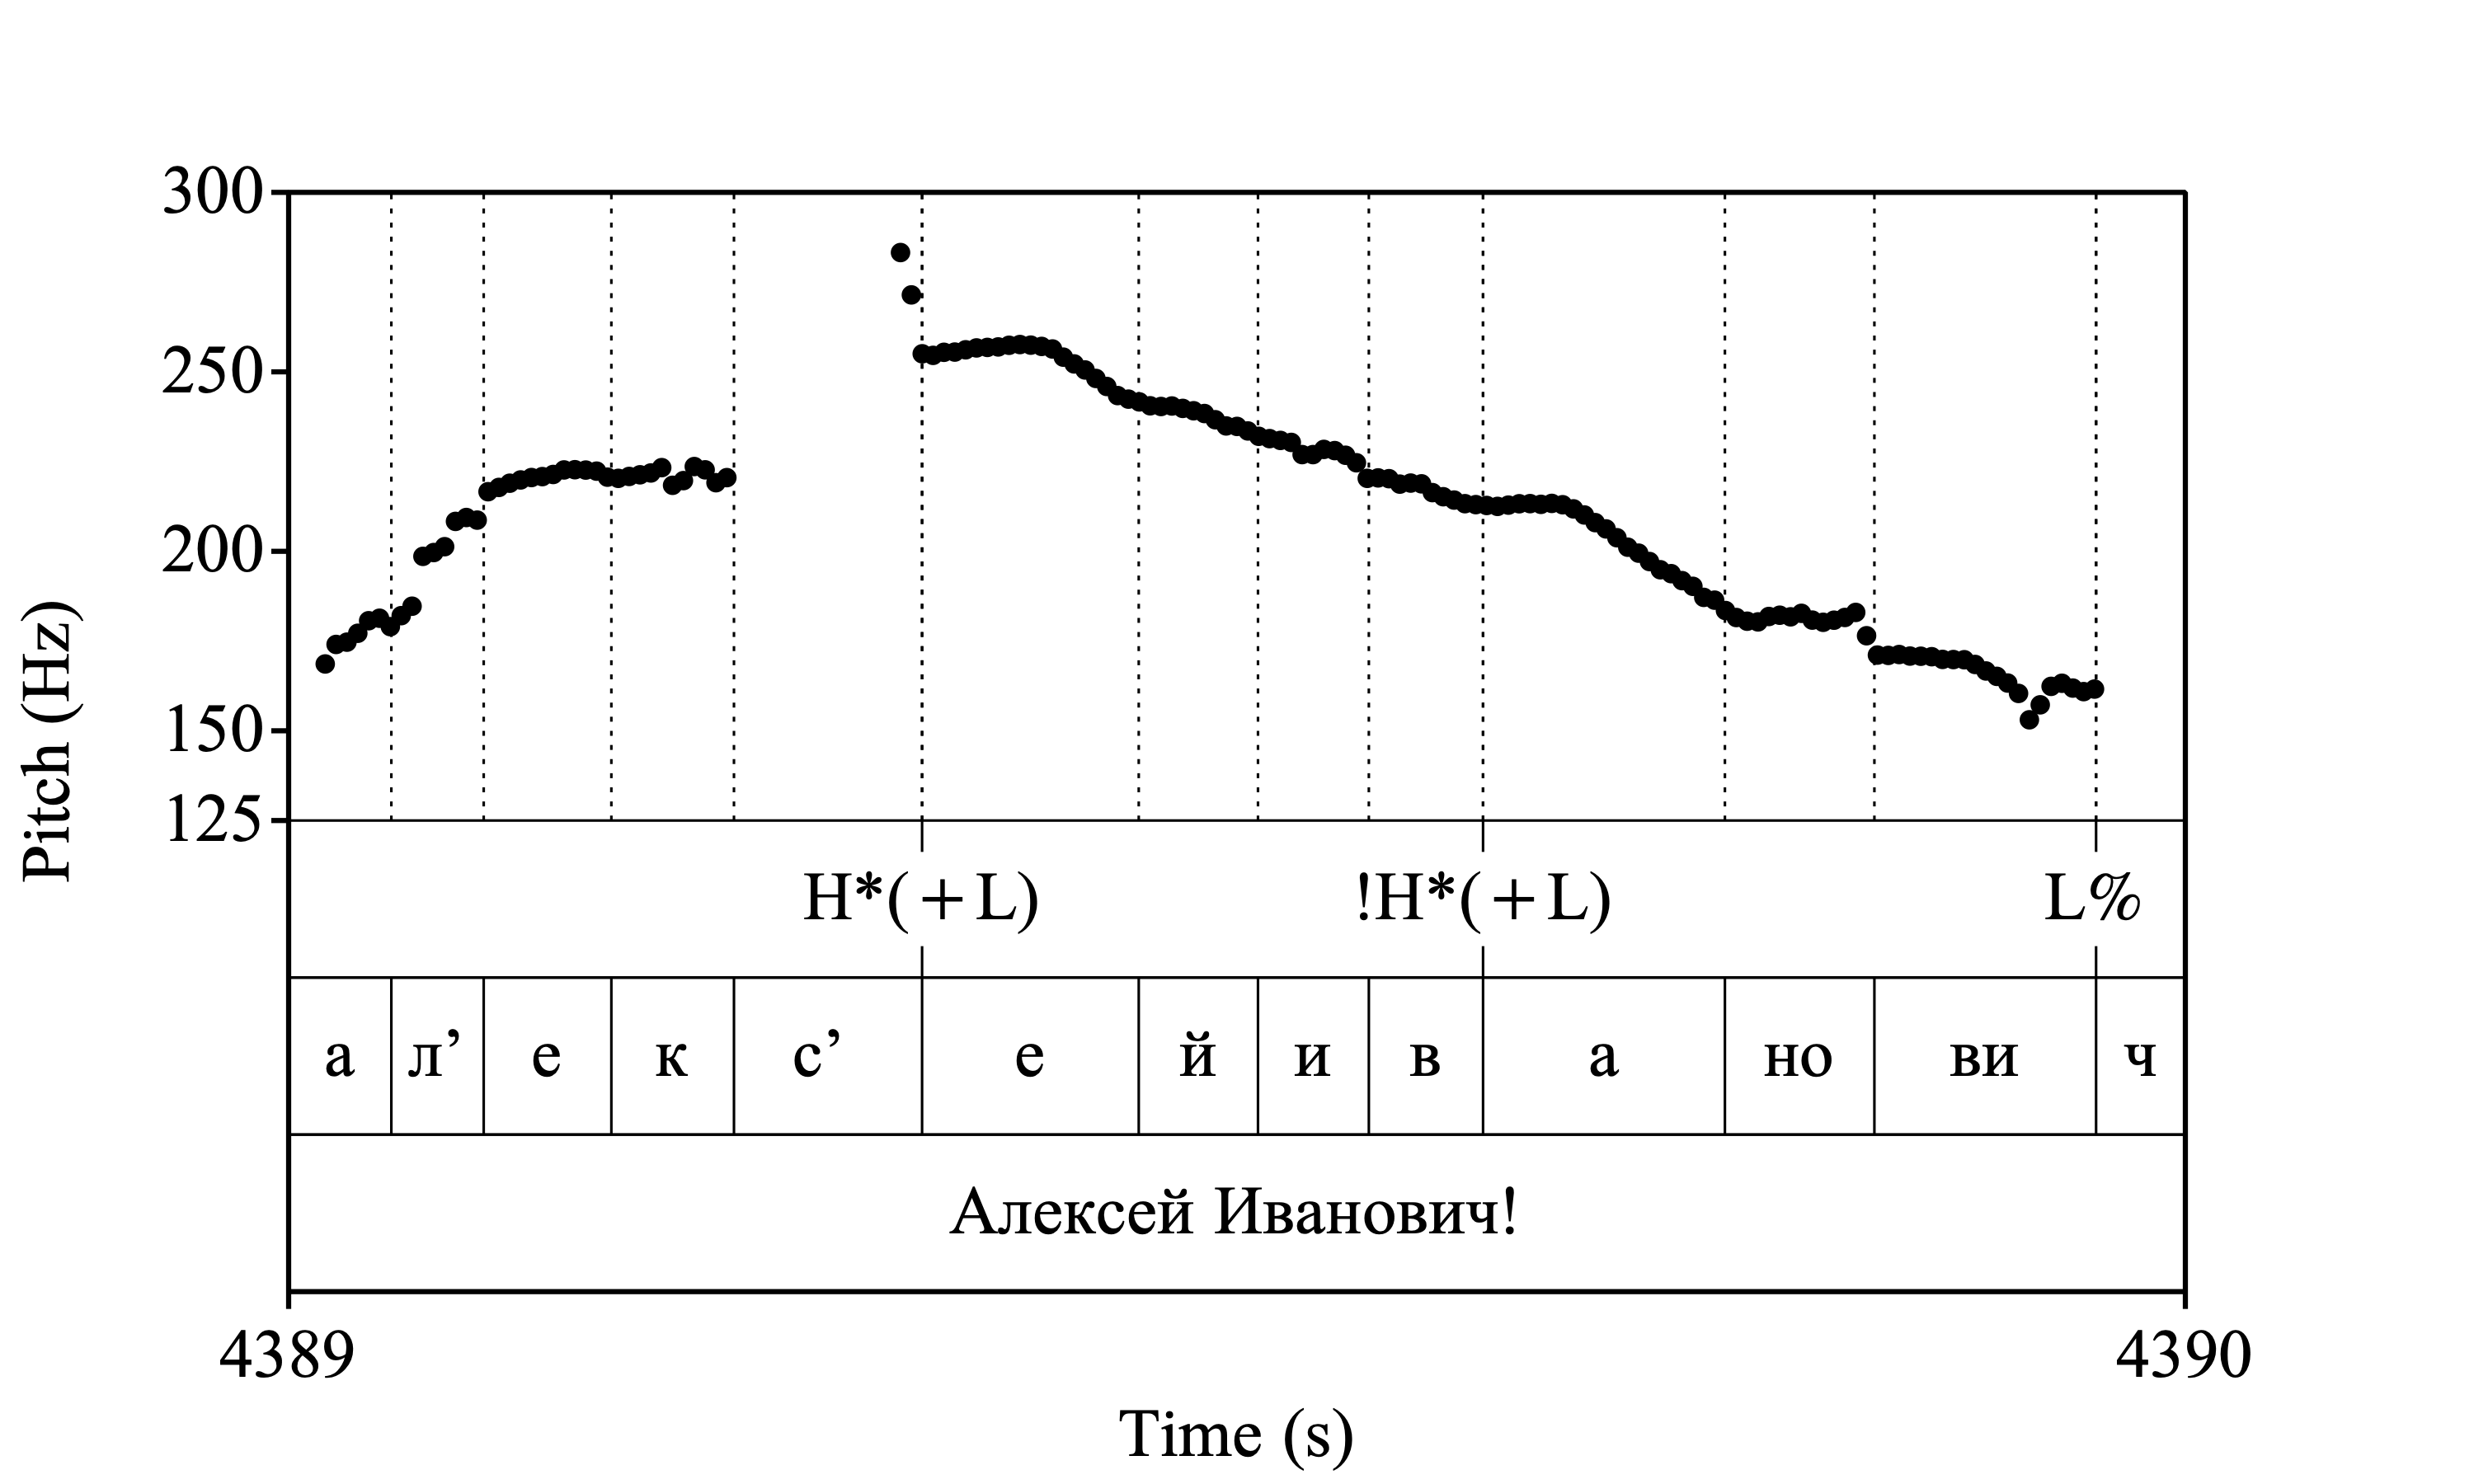 300
250
200
150
125
Pitch (Hz)
H*(+L) !H*(+L) L%
а л’ е к с’ е й и в а но ви ч
Алексей Иванович!
4389 4390
Time (s)